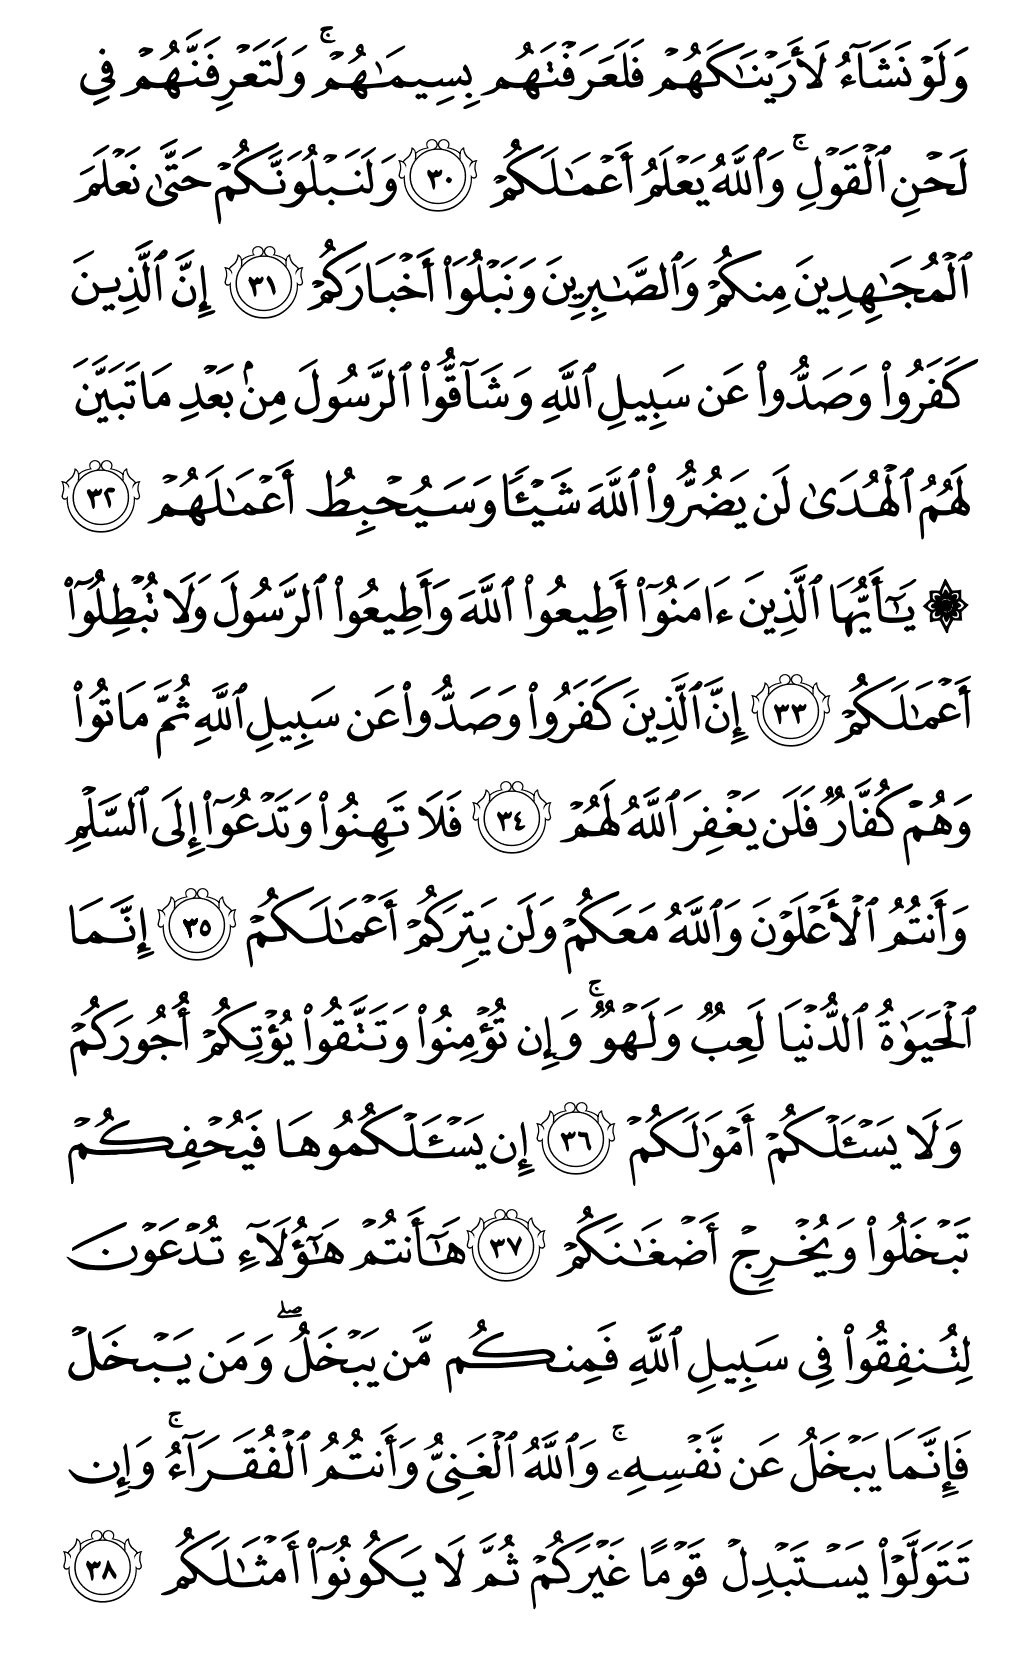 وَلَوۡ نَشَآءُ لَأَرَيۡنَٰكَهُمۡ فَلَعَرَفۡتَهُم بِسِيمَٰهُمۡۚ وَلَتَعۡرِفَنَّهُمۡ فِي
لَحۡنِ ٱلۡقَوۡلِۚ وَٱللَّهُ يَعۡلَمُ أَعۡمَٰلَكُمۡ ٣٠ وَلَنَبۡلُوَنَّكُمۡ حَتَّىٰ نَعۡلَمَ
ٱلۡمُجَٰهِدِينَ مِنكُمۡ وَٱلصَّٰبِرِينَ وَنَبۡلُوَاْ أَخۡبَارَكُمۡ ٣١ إِنَّ ٱلَّذِينَ
كَفَرُواْ وَصَدُّواْ عَن سَبِيلِ ٱللَّهِ وَشَآقُّواْ ٱلرَّسُولَ مِنۢ بَعۡدِ مَا تَبَيَّنَ
لَهُمُ ٱلۡهُدَىٰ لَن يَضُرُّواْ ٱللَّهَ شَيۡـٔٗا وَسَيُحۡبِطُ أَعۡمَٰلَهُمۡ ٣٢
۞ يَٰٓأَيُّهَا ٱلَّذِينَ ءَامَنُوٓاْ أَطِيعُواْ ٱللَّهَ وَأَطِيعُواْ ٱلرَّسُولَ وَلَا تُبۡطِلُوٓاْ
أَعۡمَٰلَكُمۡ ٣٣ إِنَّ ٱلَّذِينَ كَفَرُواْ وَصَدُّواْ عَن سَبِيلِ ٱللَّهِ ثُمَّ مَاتُواْ
وَهُمۡ كُفَّارٞ فَلَن يَغۡفِرَ ٱللَّهُ لَهُمۡ ٣٤ فَلَا تَهِنُواْ وَتَدۡعُوٓاْ إِلَى ٱلسَّلۡمِ
وَأَنتُمُ ٱلۡأَعۡلَوۡنَ وَٱللَّهُ مَعَكُمۡ وَلَن يَتِرَكُمۡ أَعۡمَٰلَكُمۡ ٣٥ إِنَّمَا
ٱلۡحَيَوٰةُ ٱلدُّنۡيَا لَعِبٞ وَلَهۡوٞۚ وَإِن تُؤۡمِنُواْ وَتَتَّقُواْ يُؤۡتِكُمۡ أُجُورَكُمۡ
وَلَا يَسۡـَٔلۡكُمۡ أَمۡوَٰلَكُمۡ ٣٦ إِن يَسۡـَٔلۡكُمُوهَا فَيُحۡفِكُمۡ
تَبۡخَلُواْ وَيُخۡرِجۡ أَضۡغَٰنَكُمۡ ٣٧ هَٰٓأَنتُمۡ هَٰٓؤُلَآءِ تُدۡعَوۡنَ
لِتُنفِقُواْ فِي سَبِيلِ ٱللَّهِ فَمِنكُم مَّن يَبۡخَلُۖ وَمَن يَبۡخَلۡ
فَإِنَّمَا يَبۡخَلُ عَن نَّفۡسِهِۦۚ وَٱللَّهُ ٱلۡغَنِيُّ وَأَنتُمُ ٱلۡفُقَرَآءُۚ وَإِن
تَتَوَلَّوۡاْ يَسۡتَبۡدِلۡ قَوۡمًا غَيۡرَكُمۡ ثُمَّ لَا يَكُونُوٓاْ أَمۡثَٰلَكُم ٣٨